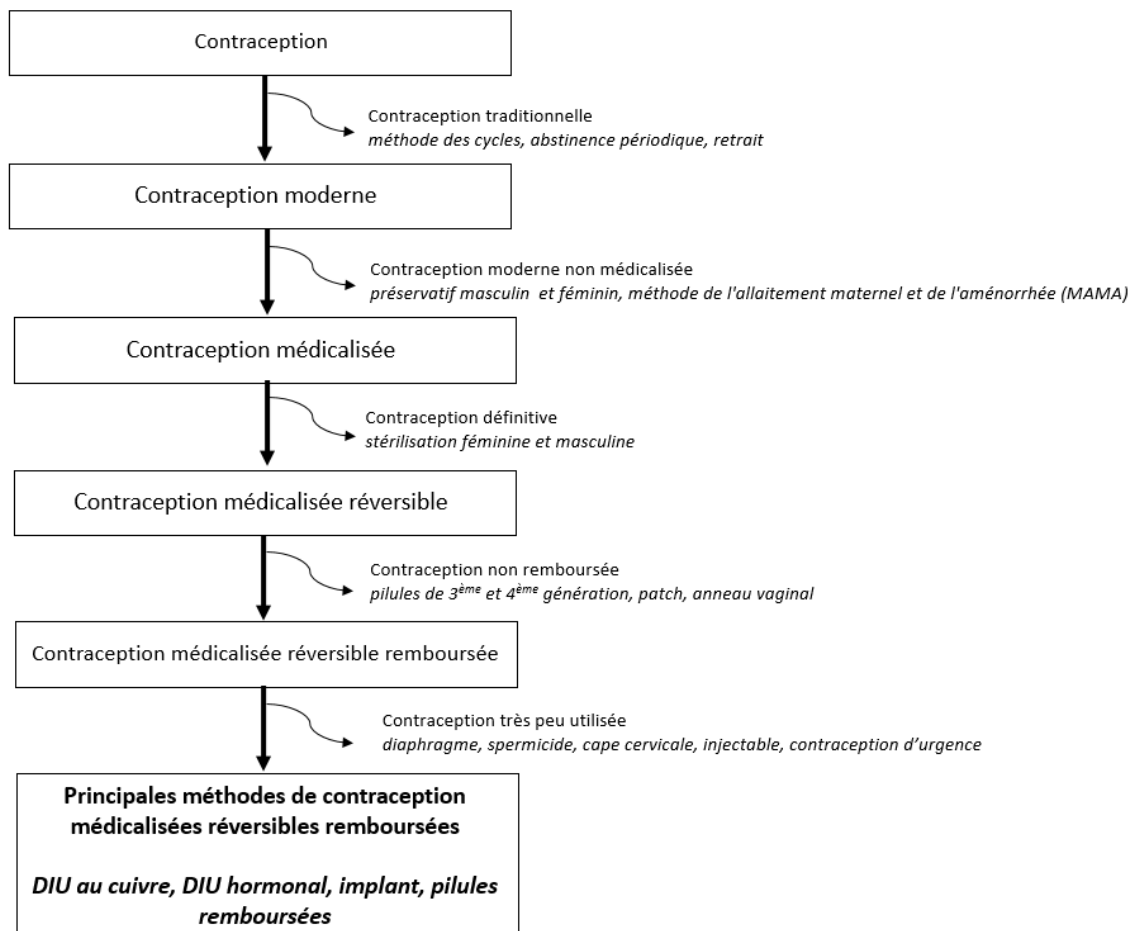 Contraception
Contraception traditionnelle
méthode des cycles, abstinence périodique, retrait
Contraception moderne
Contraception moderne non médicalisée
préservatif masculin et féminin, méthode de l'allaitement maternel et de l'aménorrhée (MAMA)
Contraception médicalisée
Contraception définitive
stérilisation féminine et masculine
Contraception médicalisée réversible
Contraception non remboursée
pilules de 3ème et 4ème génération, patch, anneau vaginal
Contraception médicalisée réversible remboursée
Contraception très peu utilisée
diaphragme, spermicide, cape cervicale, injectable, contraception d’urgence
Principales méthodes de contraception
médicalisées réversibles remboursées
DIU au cuivre, DIU hormonal, implant, pilules
remboursées